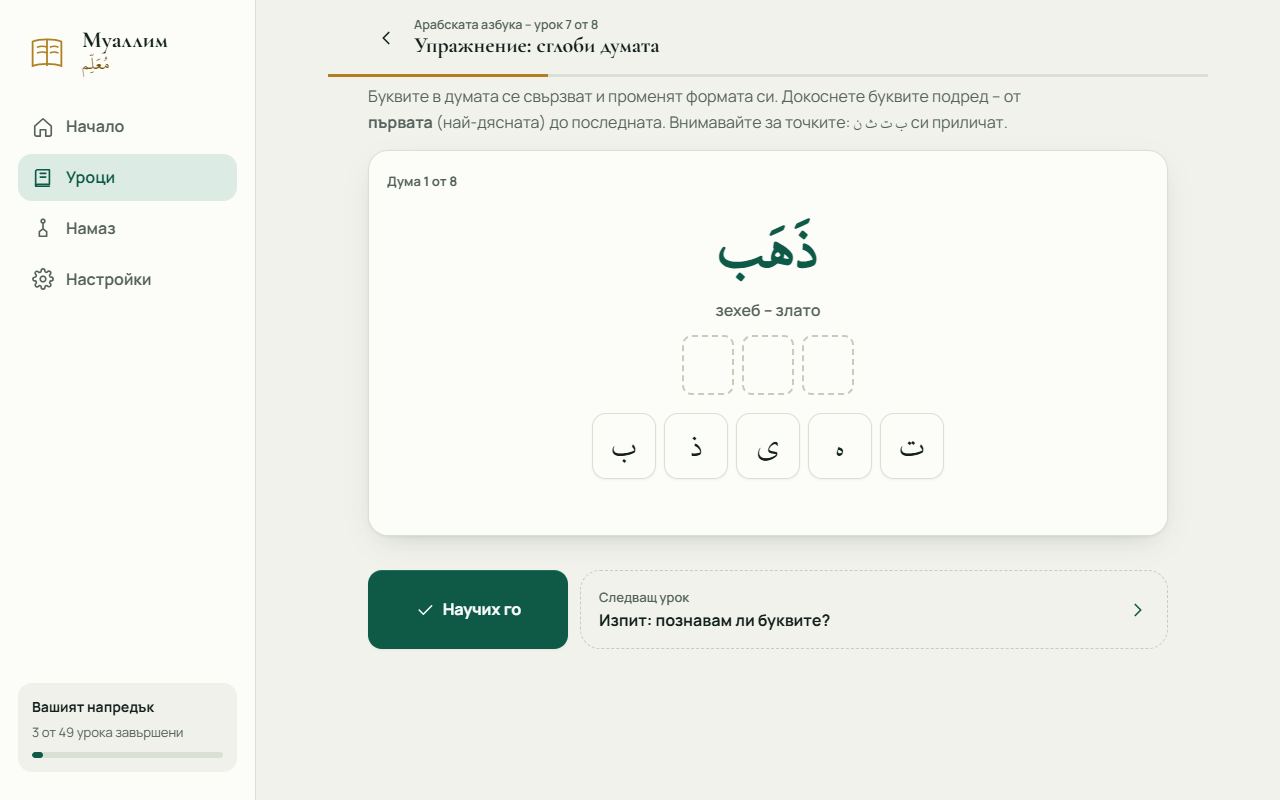 Муаллим
مُعَلِّم
Начало
Уроци
Намаз
Настройки
Вашият напредък
3 от 49 урока завършени
Арабската азбука – урок 7 от 8
Упражнение: сглоби думата
Буквите в думата се свързват и променят формата си. Докоснете буквите подред – от
първата (най-дясната) до последната. Внимавайте за точките: ب ت ث ن си приличат.
Дума 1 от 8
ذَهَب
зехеб – злато
ب ذ ی ه ت
Научих го
Следващ урок
Изпит: познавам ли буквите?